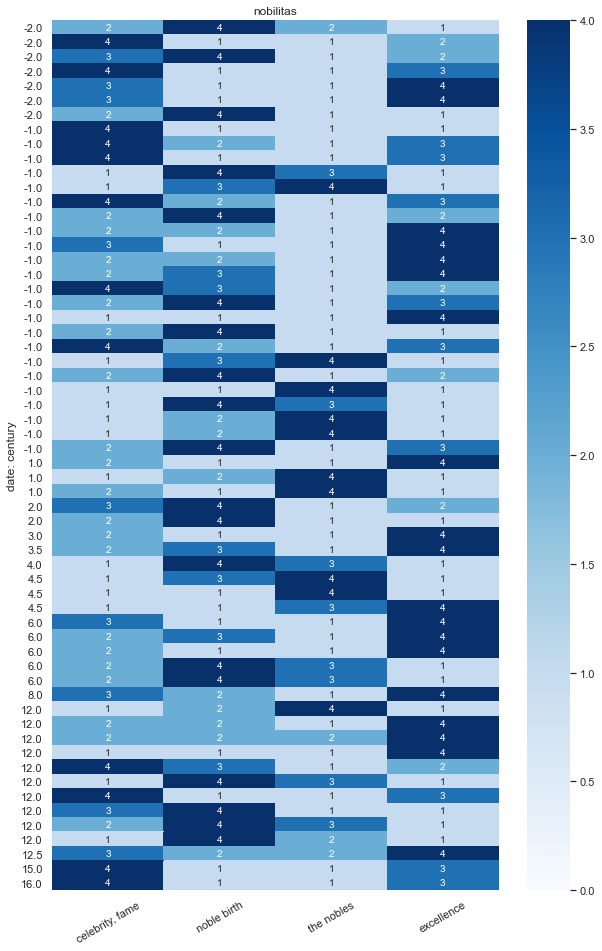 nobilitas
date: century
-2.0 2 4 2 1
-2.0 4 1 1 2
-2.0 3 4 1 2
-2.0 4 1 1 3
-2.0 3 1 1 4
-2.0 3 1 1 4
-2.0 2 4 1 1
-1.0 4 1 1 1
-1.0 4 2 1 3
-1.0 4 1 1 3
-1.0 1 4 3 1
-1.0 1 3 4 1
-1.0 4 2 1 3
-1.0 2 4 1 2
-1.0 2 2 1 4
-1.0 3 1 1 4
-1.0 2 2 1 4
-1.0 2 3 1 4
-1.0 4 3 1 2
-1.0 2 4 1 3
-1.0 1 1 1 4
-1.0 2 4 1 1
-1.0 4 2 1 3
-1.0 1 3 4 1
-1.0 2 4 1 2
-1.0 1 1 4 1
-1.0 1 4 3 1
-1.0 1 2 4 1
-1.0 1 2 4 1
-1.0 2 4 1 3
1.0 2 1 1 4
1.0 1 2 4 1
1.0 2 1 4 1
2.0 3 4 1 2
2.0 2 4 1 1
3.0 2 1 1 4
3.5 2 3 1 4
4.0 1 4 3 1
4.5 1 3 4 1
4.5 1 1 4 1
4.5 1 1 3 4
6.0 3 1 1 4
6.0 2 3 1 4
6.0 2 1 1 4
6.0 2 4 3 1
6.0 2 4 3 1
8.0 3 2 1 4
12.0 1 2 4 1
12.0 2 2 1 4
12.0 2 2 2 4
12.0 1 1 1 4
12.0 4 3 1 2
12.0 1 4 3 1
12.0 4 1 1 3
12.0 3 4 1 1
12.0 2 4 3 1
12.0 1 4 2 1
12.5 3 2 2 4
15.0 4 1 1 3
16.0 4 1 1 3
celebrity, fame
noble birth
the nobles
excellence
4.0
3.5
3.0
2.5
2.0
1.5
1.0
0.5
0.0